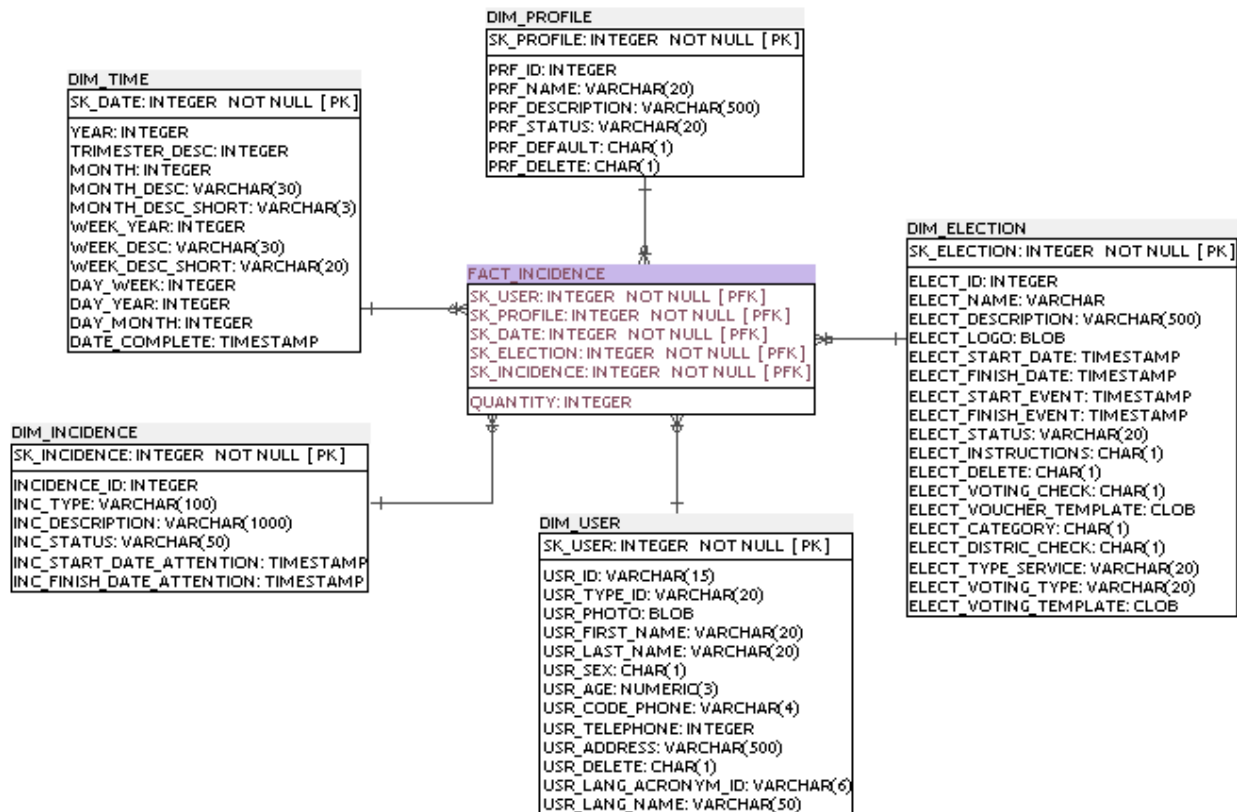 DIM_PROFILE
SK_PROFILE: INTEGER NOT NULL [ PK ]
PRF_ID: INTEGER
PRF_NAME: VARCHAR(20)
PRF_DESCRIPTION: VARCHAR(500)
PRF_STATUS: VARCHAR(20)
PRF_DEFAULT: CHAR(1)
PRF_DELETE: CHAR(1)
DIM_TIME
SK_DATE: INTEGER NOT NULL [ PK ]
YEAR: INTEGER
TRIMESTER_DESC: INTEGER
MONTH: INTEGER
MONTH_DESC: VARCHAR(30)
MONTH_DESC_SHORT: VARCHAR(3)
WEEK_YEAR: INTEGER
WEEK_DESC: VARCHAR(30)
WEEK_DESC_SHORT: VARCHAR(20)
DAY_WEEK: INTEGER
DAY_YEAR: INTEGER
DAY_MONTH: INTEGER
DATE_COMPLETE: TIMESTAMP
FACT_INCIDENCE
SK_USER: INTEGER NOT NULL [ PFK ]
SK_PROFILE: INTEGER NOT NULL [ PFK ]
SK_DATE: INTEGER NOT NULL [ PFK ]
SK_ELECTION: INTEGER NOT NULL [ PFK ]
SK_INCIDENCE: INTEGER NOT NULL [ PFK ]
QUANTITY: INTEGER
DIM_ELECTION
SK_ELECTION: INTEGER NOT NULL [ PK ]
ELECT_ID: INTEGER
ELECT_NAME: VARCHAR
ELECT_DESCRIPTION: VARCHAR(500)
ELECT_LOGO: BLOB
ELECT_START_DATE: TIMESTAMP
ELECT_FINISH_DATE: TIMESTAMP
ELECT_START_EVENT: TIMESTAMP
ELECT_FINISH_EVENT: TIMESTAMP
ELECT_STATUS: VARCHAR(20)
ELECT_INSTRUCTIONS: CHAR(1)
ELECT_DELETE: CHAR(1)
ELECT_VOTING_CHECK: CHAR(1)
ELECT_VOUCHER_TEMPLATE: CLOB
ELECT_CATEGORY: CHAR(1)
ELECT_DISTRIC_CHECK: CHAR(1)
ELECT_TYPE_SERVICE: VARCHAR(20)
ELECT_VOTING_TYPE: VARCHAR(20)
ELECT_VOTING_TEMPLATE: CLOB
DIM_INCIDENCE
SK_INCIDENCE: INTEGER NOT NULL [ PK ]
INCIDENCE_ID: INTEGER
INC_TYPE: VARCHAR(100)
INC_DESCRIPTION: VARCHAR(1000)
INC_STATUS: VARCHAR(50)
INC_START_DATE_ATTENTION: TIMESTAMP
INC_FINISH_DATE_ATTENTION: TIMESTAMP
DIM_USER
SK_USER: INTEGER NOT NULL [ PK ]
USR_ID: VARCHAR(15)
USR_TYPE_ID: VARCHAR(20)
USR_PHOTO: BLOB
USR_FIRST_NAME: VARCHAR(20)
USR_LAST_NAME: VARCHAR(20)
USR_SEX: CHAR(1)
USR_AGE: NUMERIC(3)
USR_CODE_PHONE: VARCHAR(4)
USR_TELEPHONE: INTEGER
USR_ADDRESS: VARCHAR(500)
USR_DELETE: CHAR(1)
USR_LANG_ACRONYM_ID: VARCHAR(6)
USR_LANG_NAME: VARCHAR(50)